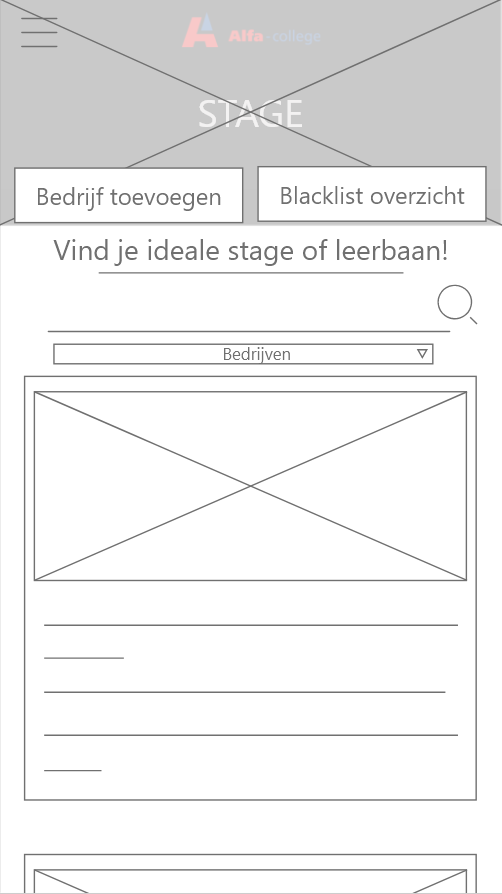 Alfa-college
STAGE
Bedrijf toevoegen
Blacklist overzicht
Vind je ideale stage of leerbaan!
Bedrijven